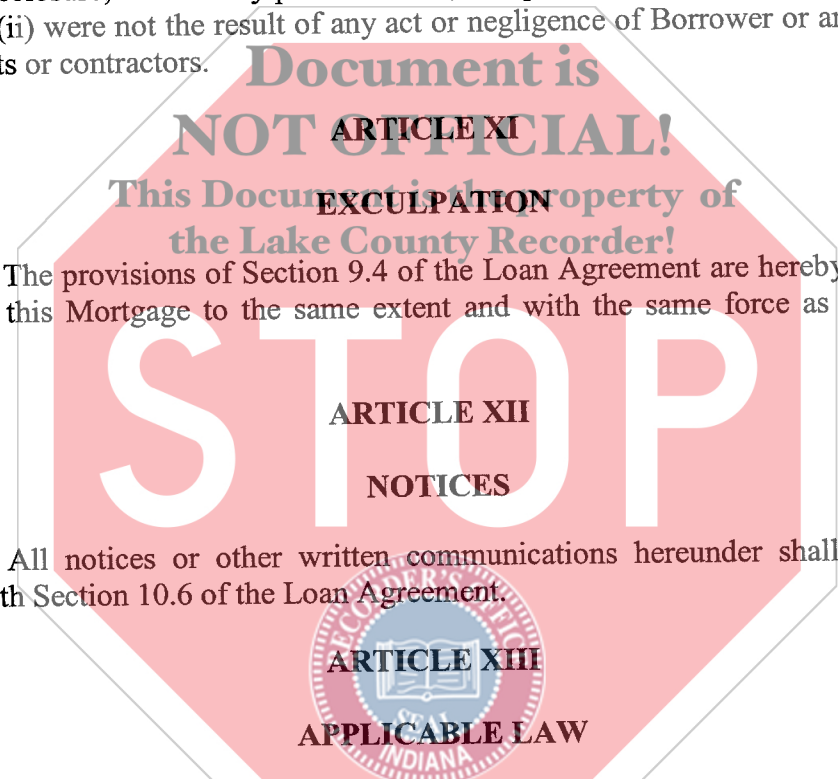 (ii) were not the result of any act or negligence of Borrower or
ts or contractors.
Document is
NOT OFFICIAL!
ARTICLE XI
This Document is the property of
EXCULPATION
the Lake County Recorder!
The provisions of Section 9.4 of the Loan Agreement are hereby
this Mortgage to the same extent and with the same force as
STOP
ARTICLE XII
NOTICES
All notices or other written communications hereunder shall
th Section 10.6 of the Loan Agreement.
RECORDER'S OFFICE
ARTICLE XIII
SEAL
APPLICABLE LAW
INDIANA